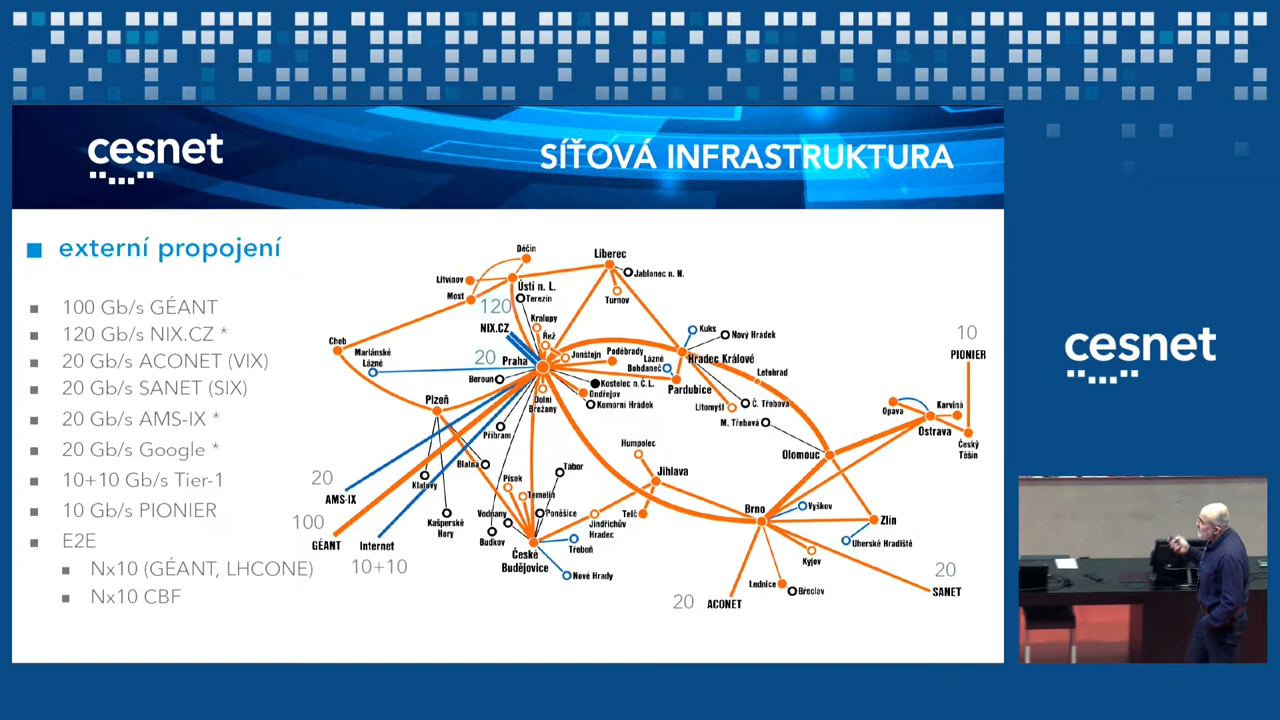 cesnet
SÍŤOVÁ INFRASTRUKTURA
externí propojení
100 Gb/s GÉANT
120 Gb/s NIX.CZ *
20 Gb/s ACONET (VIX)
20 Gb/s SANET (SIX)
20 Gb/s AMS-IX *
20 Gb/s Google *
10+10 Gb/s Tier-1
10 Gb/s PIONIER
E2E
Nx10 (GÉANT, LHCONE)
Nx10 CBF
Děčín
Liberec
Jablonec n. N.
Litvínov
Ústí n. L.
Most
Terezín
Turnov
120
NIX.CZ
Kralupy
Řež
Kuks
Nový Hrádek
10
PIONIER
Cheb
Mariánské
Lázně
20
Praha
Jonštejn
Poděbrady
Lázně
Bohdaneč
Hradec Králové
Letohrad
Beroun
Kostelec n. Č. L.
Ondřejov
Komorní Hrádek
Dolní
Břežany
Pardubice
Litomyšl
Č. Třebová
M. Třebová
Plzeň
Příbram
Opava
Karviná
Ostrava
Český
Těšín
Humpolec
Olomouc
Blatná
Klatovy
Písek
Tábor
Jihlava
Temelín
20
AMS-IX
Vodňany
Poněšice
Telč
Brno
Vyškov
Zlín
100
GÉANT
Internet
10+10
Kašperské
Hory
Budkov
Jindřichův
Hradec
České
Budějovice
Třeboň
Nové Hrady
Uherské Hradiště
Kyjov
Lednice
Břeclav
20
ACONET
20
SANET
cesnet